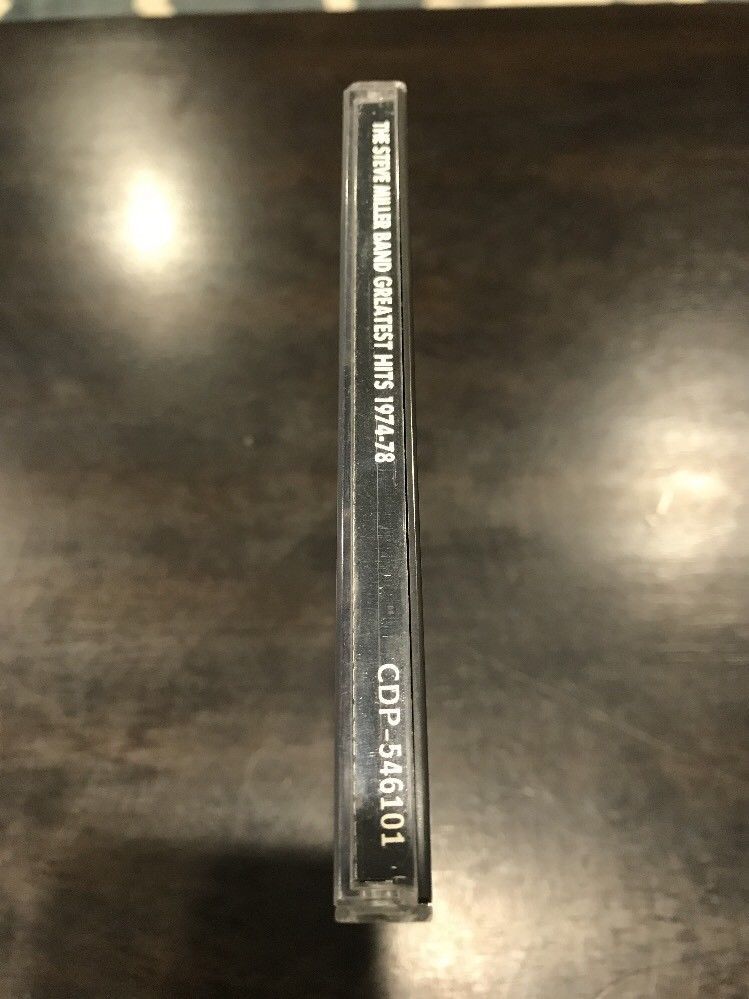 THE STEVE MILLER BAND GREATEST HITS 1974-78
CDP-546101